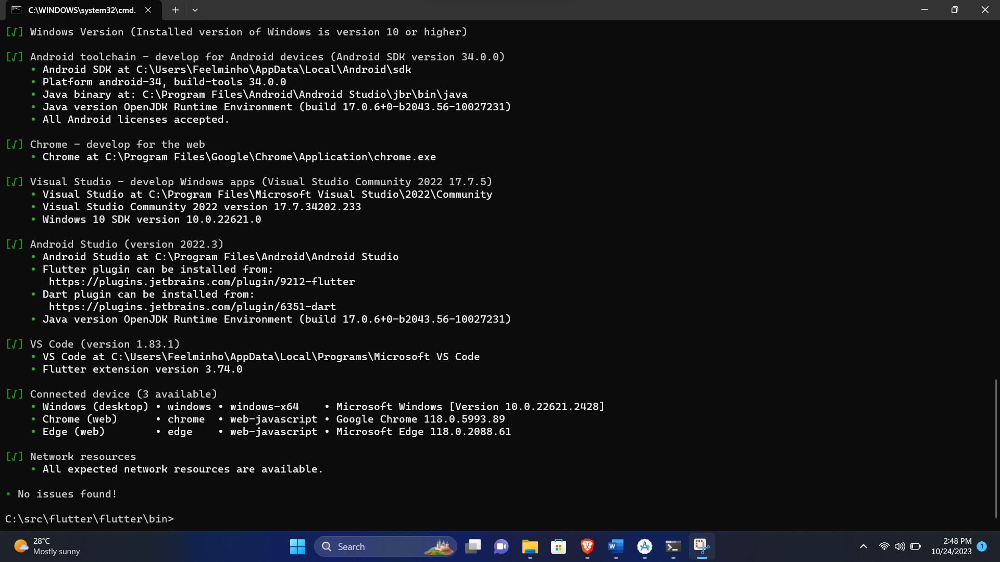 C:\WINDOWS\system32\cmd.
[√] Windows Version (Installed version of Windows is version 10 or higher)
[√] Android toolchain - develop for Android devices (Android SDK version 34.0.0)
• Android SDK at C:\Users\Feelminho\AppData\Local\Android\sdk
• Platform android-34, build-tools 34.0.0
• Java binary at: C:\Program Files\Android\Android Studio\jbr\bin\java
• Java version OpenJDK Runtime Environment (build 17.0.6+0-b2043.56-10027231)
• All Android licenses accepted.
[√] Chrome - develop for the web
• Chrome at C:\Program Files\Google\Chrome\Application\chrome.exe
[√] Visual Studio - develop Windows apps (Visual Studio Community 2022 17.7.5)
• Visual Studio at C:\Program Files\Microsoft Visual Studio\2022\Community
• Visual Studio Community 2022 version 17.7.34202.233
• Windows 10 SDK version 10.0.22621.0
[√] Android Studio (version 2022.3)
• Android Studio at C:\Program Files\Android\Android Studio
• Flutter plugin can be installed from:
https://plugins.jetbrains.com/plugin/9212-flutter
• Dart plugin can be installed from:
https://plugins.jetbrains.com/plugin/6351-dart
• Java version OpenJDK Runtime Environment (build 17.0.6+0-b2043.56-10027231)
[√] VS Code (version 1.83.1)
• VS Code at C:\Users\Feelminho\AppData\Local\Programs\Microsoft VS Code
• Flutter extension version 3.74.0
[√] Connected device (3 available)
• Windows (desktop) • windows • windows-x64    • Microsoft Windows [Version 10.0.22621.2428]
• Chrome (web)      • chrome  • web-javascript • Google Chrome 118.0.5993.89
• Edge (web)        • edge    • web-javascript • Microsoft Edge 118.0.2088.61
[√] Network resources
• All expected network resources are available.
• No issues found!
C:\src\flutter\flutter\bin>
28°C
Mostly sunny
Search
W
2:48 PM
10/24/2023
1